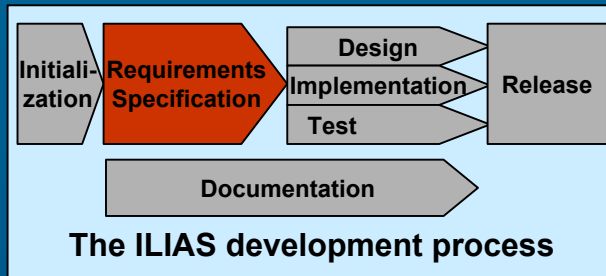 Initiali-
zation
Requirements
Specification
Design
Implementation
Test
Release
Documentation
The ILIAS development process